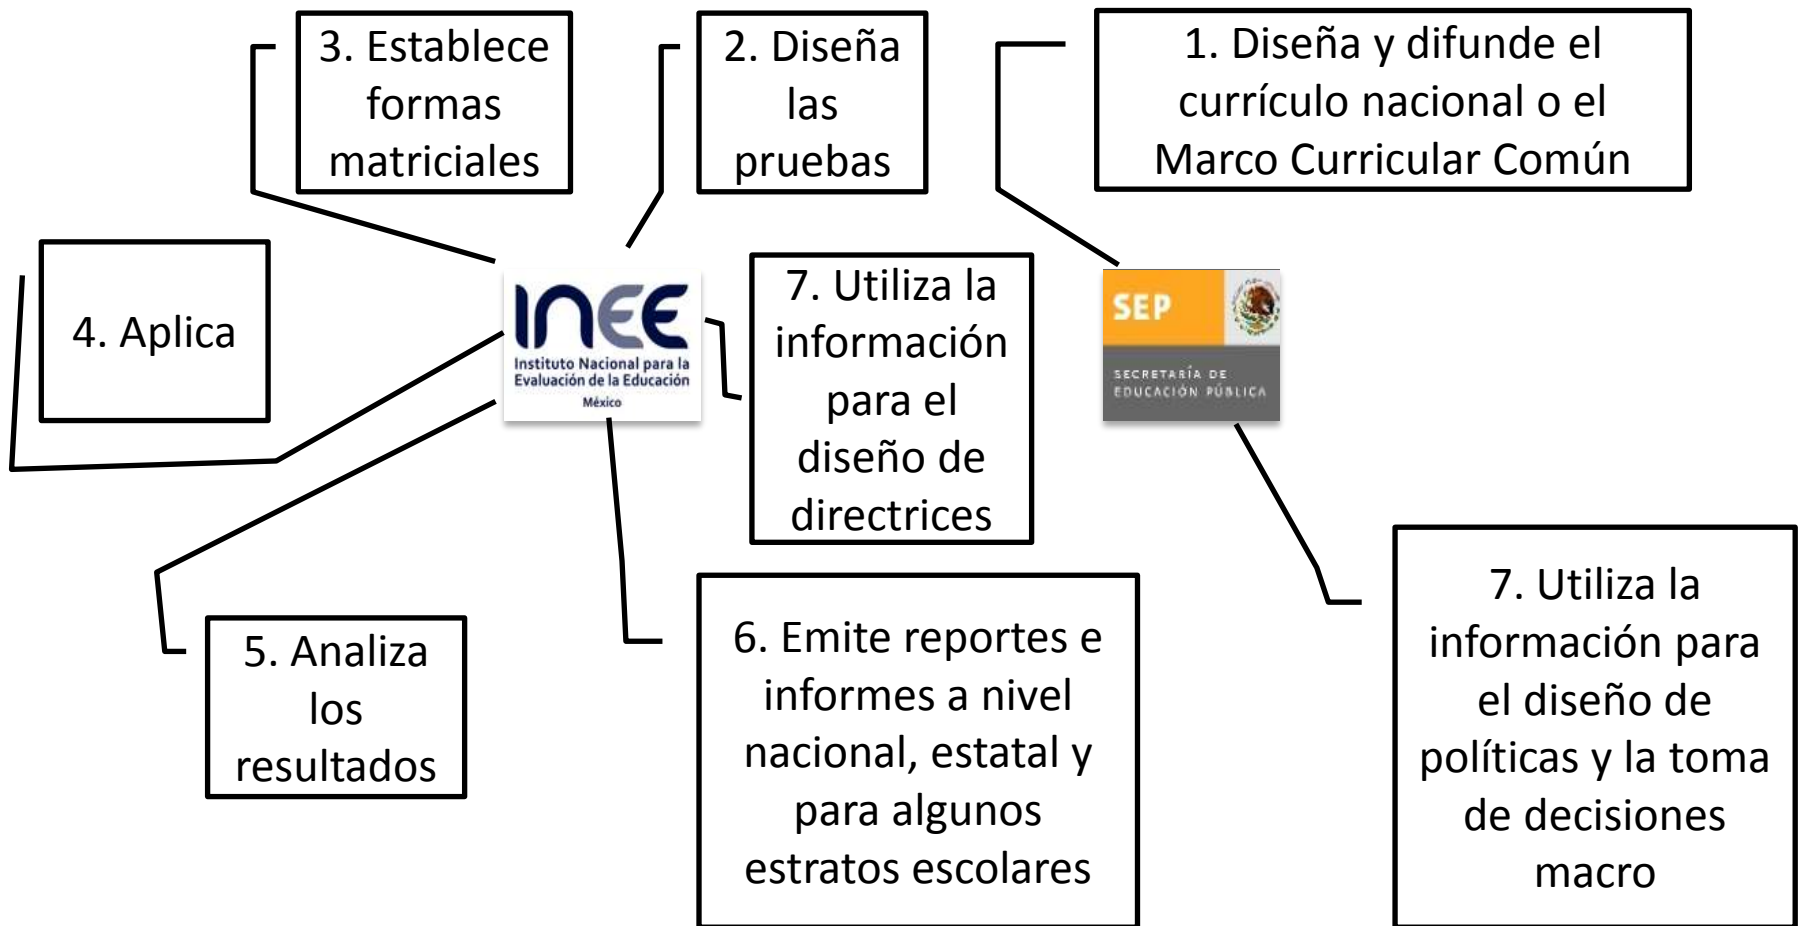 3. Establece
formas
matriciales
2. Diseña
las
pruebas
1. Diseña y difunde el
currículo nacional o el
Marco Curricular Común
4. Aplica
INEE
Instituto Nacional para la
Evaluación de la Educación
México
7. Utiliza la
información
para el
diseño de
directrices
SEP
SECRETARÍA DE
EDUCACIÓN PÚBLICA
5. Analiza
los
resultados
6. Emite reportes e
informes a nivel
nacional, estatal y
para algunos
estratos escolares
7. Utiliza la
información para
el diseño de
políticas y la toma
de decisiones
macro